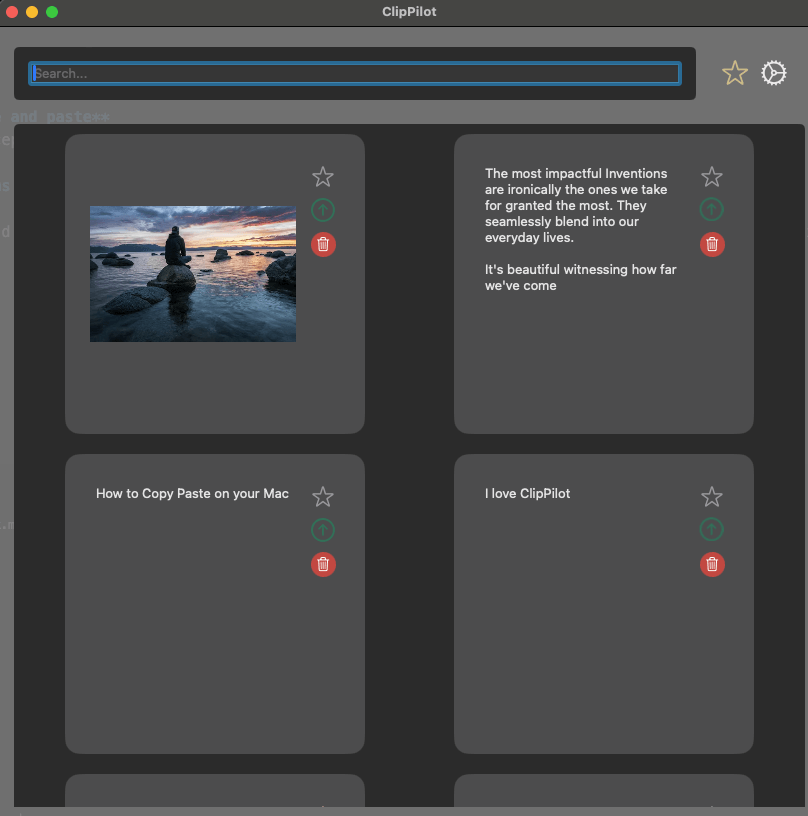 ClipPilot
Search...
and paste**
The most impactful Inventions
are ironically the ones we take
for granted the most. They
seamlessly blend into our
everyday lives.
It's beautiful witnessing how far
we've come
How to Copy Paste on your Mac
I love ClipPilot